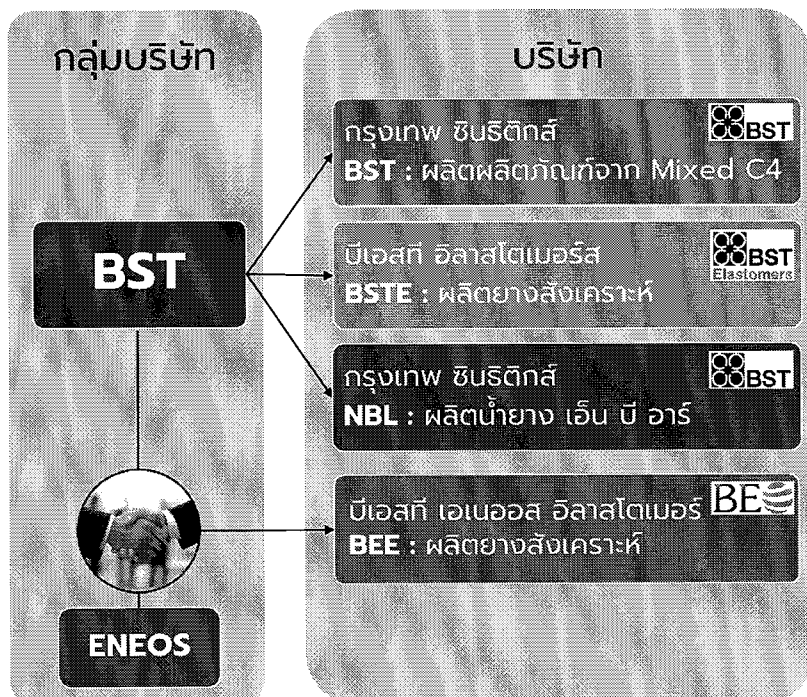 กลุ่มบริษัท
บริษัท
BST
กรุงเทพ ซินธิติกส์
BST
BST : ผลิตผลิตภัณฑ์จาก Mixed C4
บีเอสที อิลาสโตเมอร์ส
BST
Elastomers
BSTE : ผลิตยางสังเคราะห์
กรุงเทพ ซินธิติกส์
BST
NBL : ผลิตน้ำยาง เอ็น บี อาร์
บีเอสที เอเนออส อิลาสโตเมอร์
BE
BEE : ผลิตยางสังเคราะห์
ENEOS